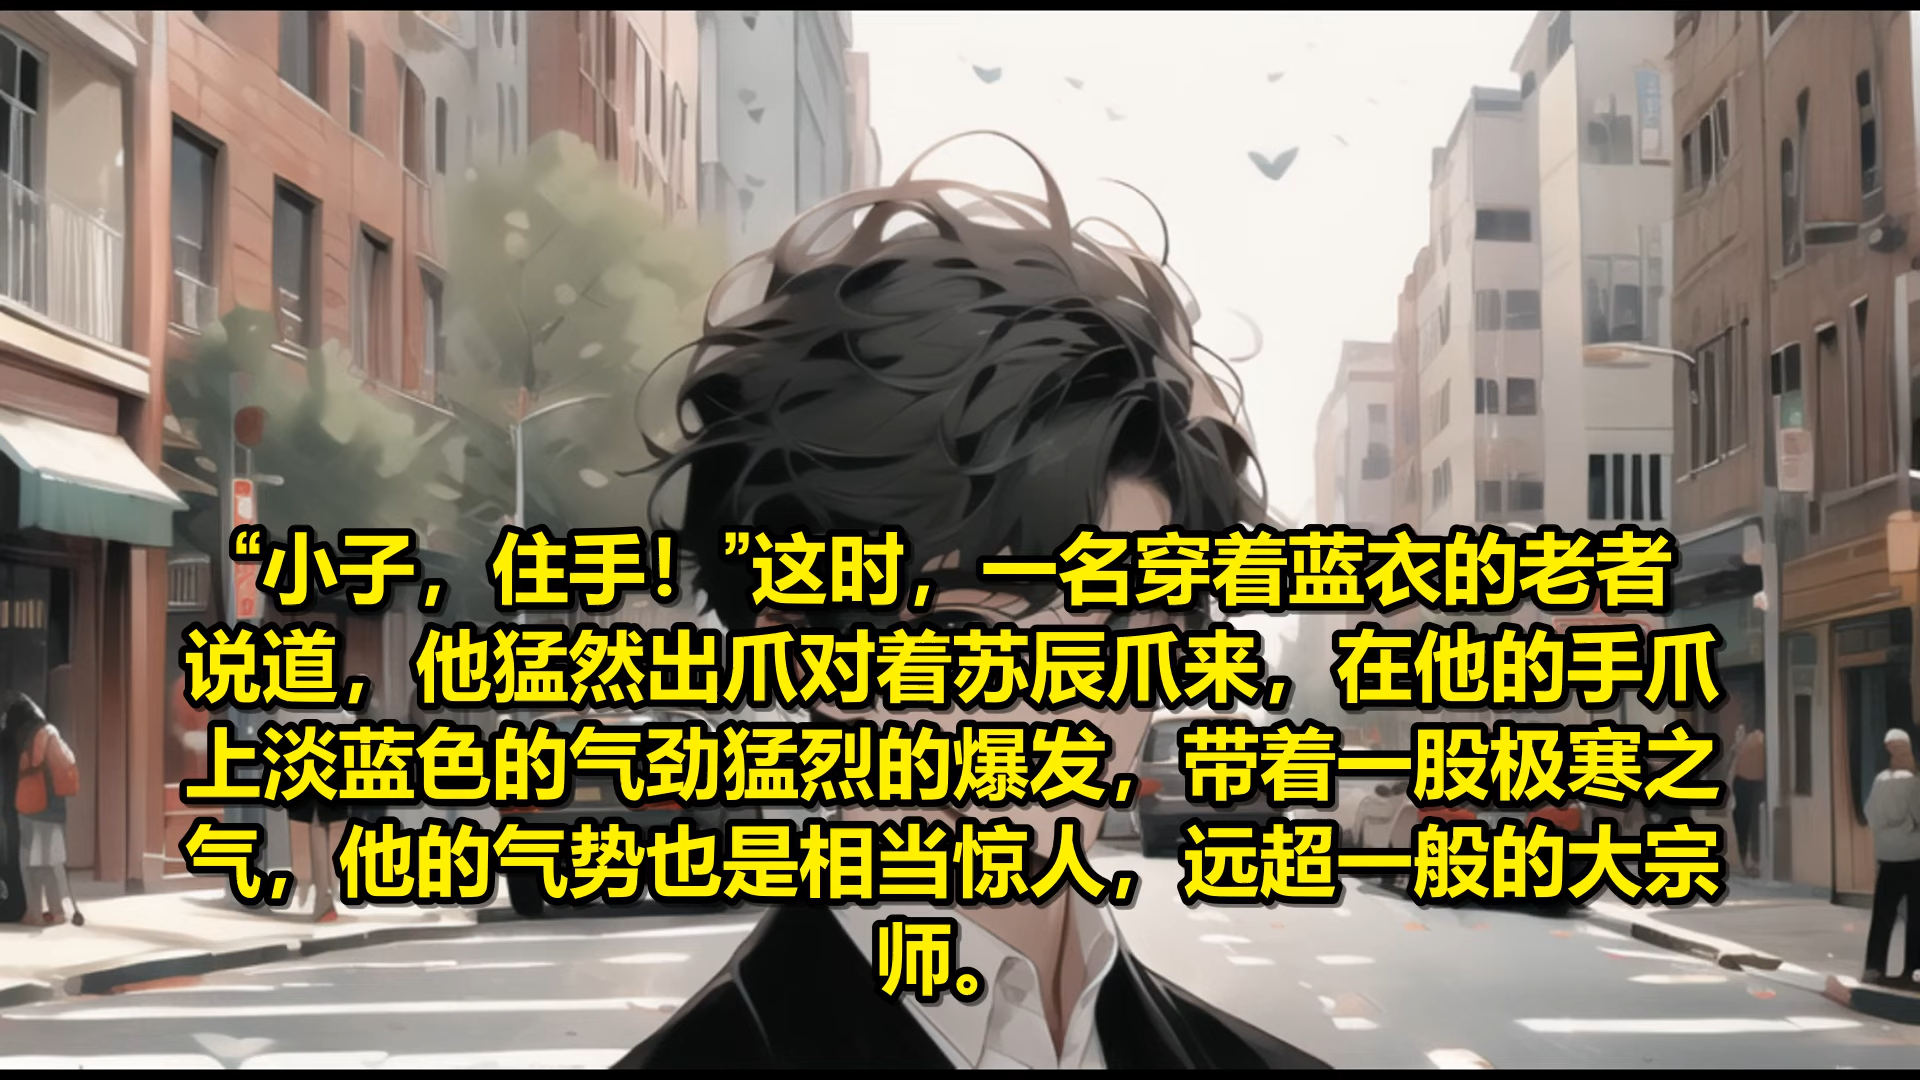 “小子，住手！”这时，一名穿着蓝衣的老者
说道，他猛然出爪对着苏辰爪来，在他的手爪
上淡蓝色的气劲猛烈的爆发，带着一股极寒之
气，他的气势也是相当惊人，远超一般的大宗
师。